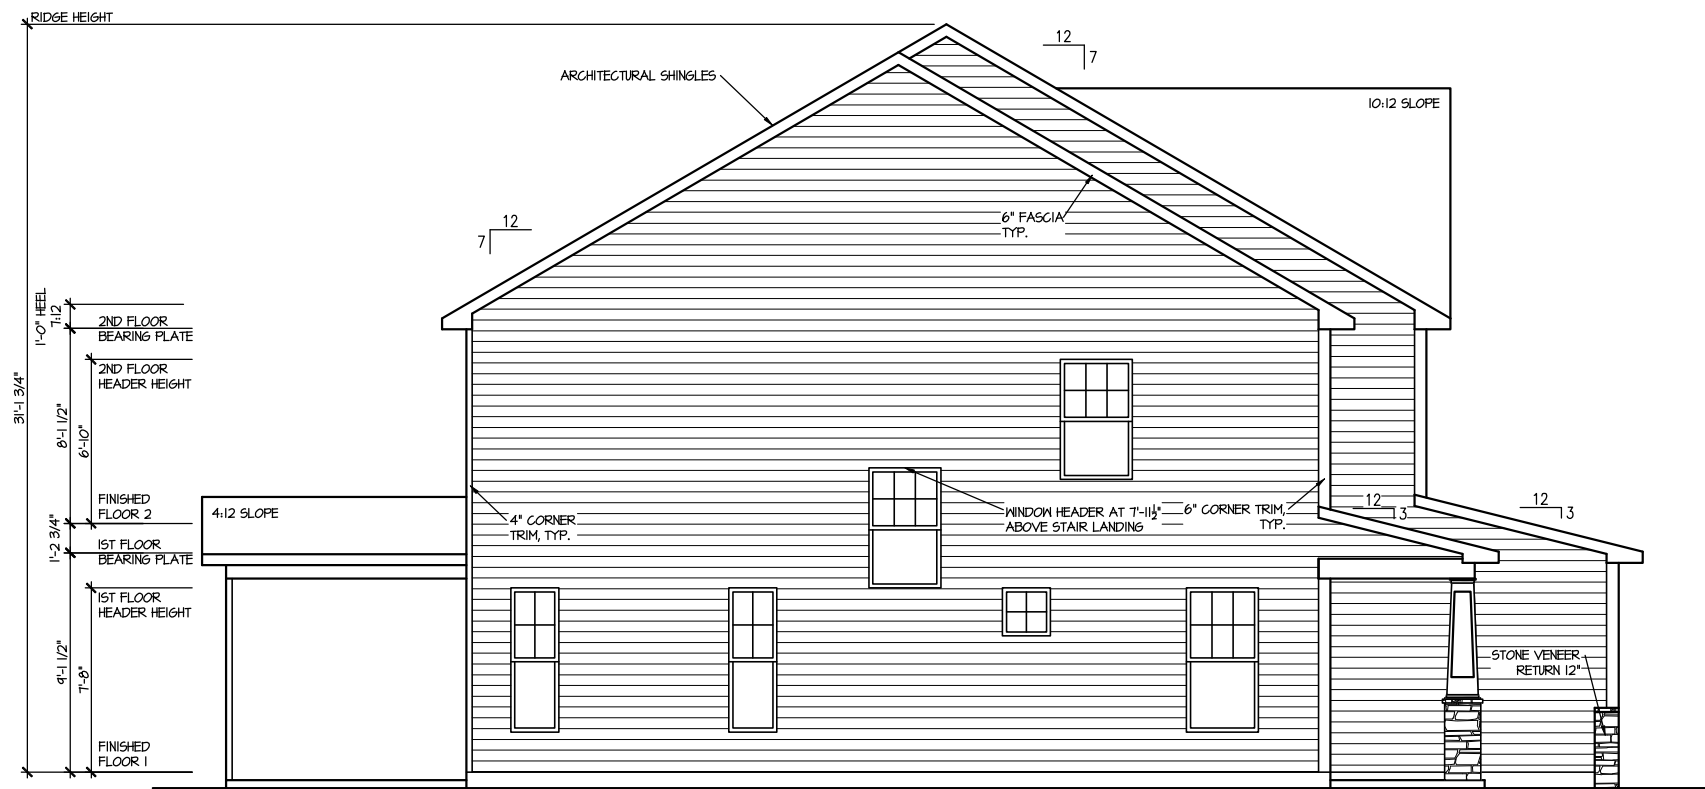 RIDGE HEIGHT
12
7
ARCHITECTURAL SHINGLES
10:12 SLOPE
6" FASCIA
TYP.
12
7
1'-0" HEEL
7:12
2ND FLOOR
BEARING PLATE
2ND FLOOR
HEADER HEIGHT
31'-1 3/4"
8'-1 1/2"
6'-10"
FINISHED
FLOOR 2
4:12 SLOPE
4" CORNER
TRIM, TYP.
WINDOW HEADER AT 7'-11½"
ABOVE STAIR LANDING
6" CORNER TRIM,
TYP.
12
3
12
3
1'-2 3/4"
1ST FLOOR
BEARING PLATE
1ST FLOOR
HEADER HEIGHT
9'-1 1/2"
7'-8"
STONE VENEER
RETURN 12"
FINISHED
FLOOR 1